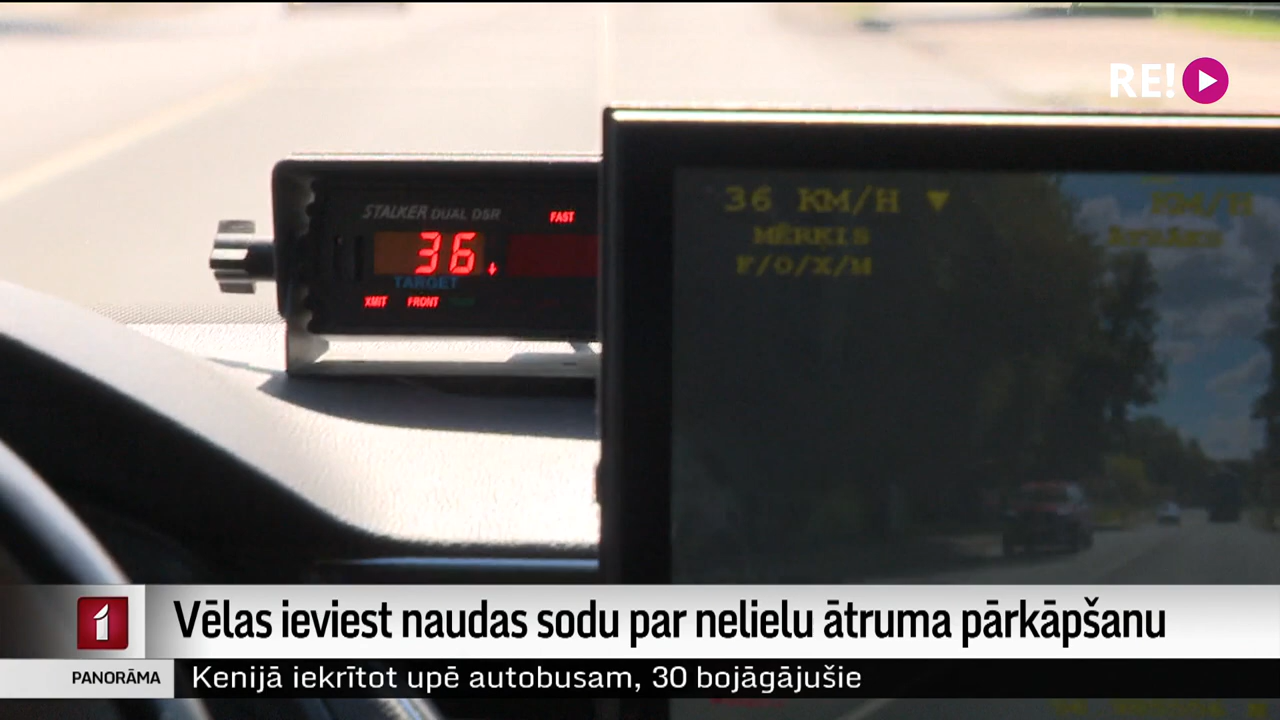 RE!
STALKER DUAL DSR
FAST
36
TARGET
XMIT FRONT
36 KM/H ▼
MĒRĶIS
F/O/X/M
KM/H
1
Vēlas ieviest naudas sodu par nelielu ātruma pārkāpšanu
PANORĀMA
Kenijā iekrītot upē autobusam, 30 bojāgājušie